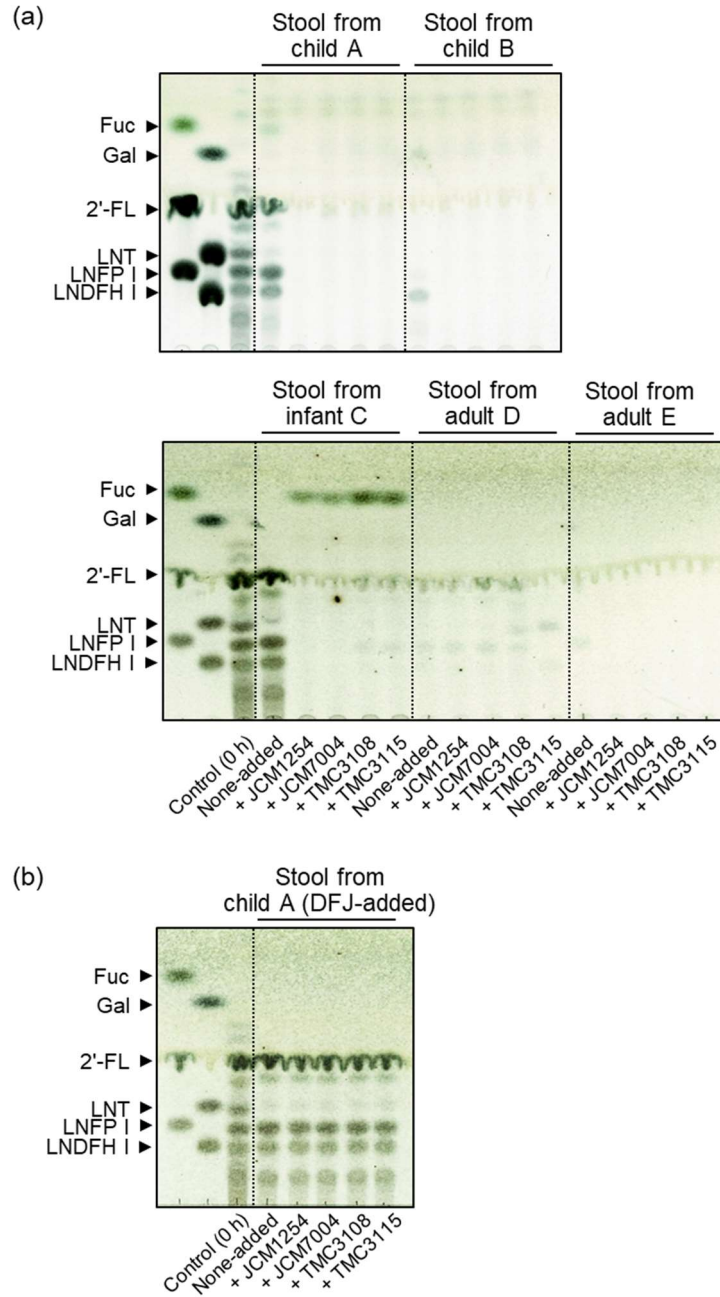 (a)
Stool from
child A
Stool from
child B
Fuc
Gal
2'-FL
LNT
LNFP I
LNDFH I
Stool from
infant C
Stool from
adult D
Stool from
adult E
Fuc
Gal
2'-FL
LNT
LNFP I
LNDFH I
Control (0 h)
None-added
+ JCM1254
+ JCM7004
+ TMC3108
+ TMC3115
None-added
+ JCM1254
+ JCM7004
+ TMC3108
+ TMC3115
None-added
+ JCM1254
+ JCM7004
+ TMC3108
+ TMC3115
(b)
Stool from
child A (DFJ-added)
Fuc
Gal
2'-FL
LNT
LNFP I
LNDFH I
Control (0 h)
None-added
+ JCM1254
+ JCM7004
+ TMC3108
+ TMC3115